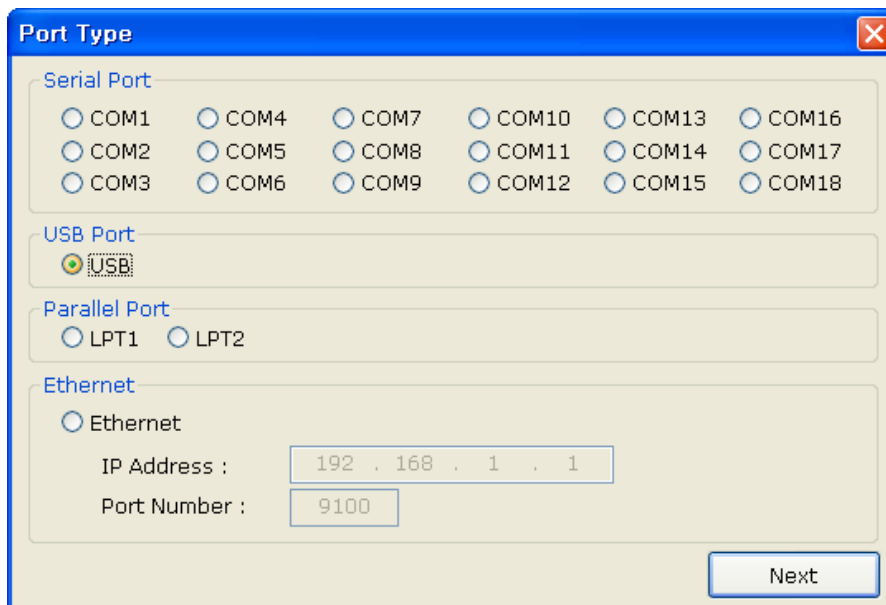 Port Type
Serial Port
COM1 COM4 COM7 COM10 COM13 COM16
COM2 COM5 COM8 COM11 COM14 COM17
COM3 COM6 COM9 COM12 COM15 COM18
USB Port
USB
Parallel Port
LPT1 LPT2
Ethernet
Ethernet
IP Address : 192 . 168 . 1 . 1
Port Number : 9100
Next